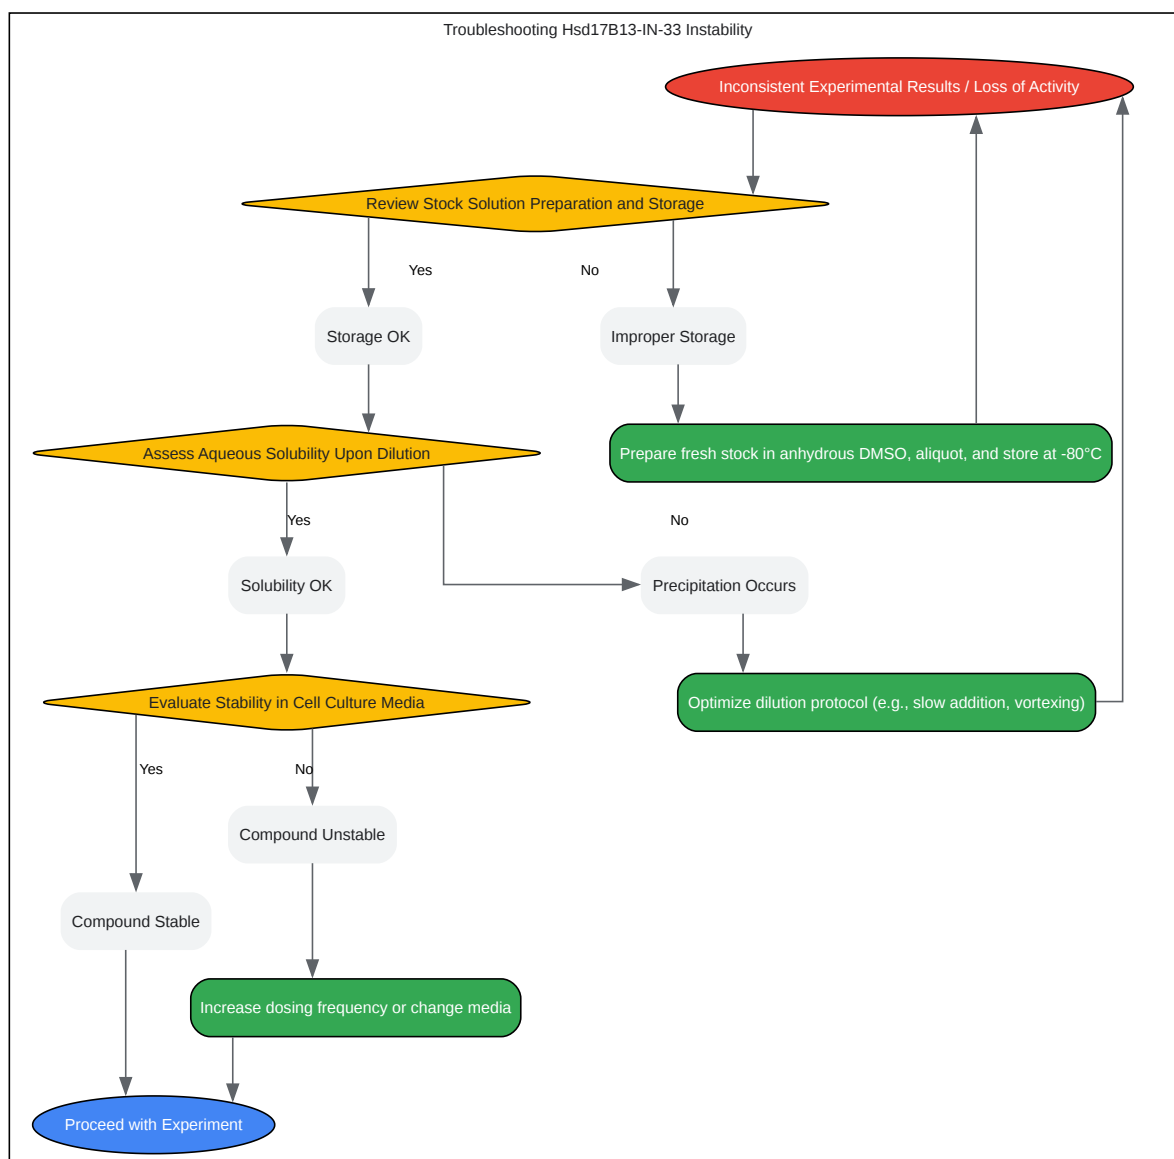 Troubleshooting Hsd17B13-IN-33 Instability
Inconsistent Experimental Results / Loss of Activity
Review Stock Solution Preparation and Storage
Yes
No
Storage OK
Improper Storage
Assess Aqueous Solubility Upon Dilution
Prepare fresh stock in anhydrous DMSO, aliquot, and store at -80°C
Yes
No
Solubility OK
Precipitation Occurs
Evaluate Stability in Cell Culture Media
Optimize dilution protocol (e.g., slow addition, vortexing)
Yes
No
Compound Unstable
Compound Stable
Increase dosing frequency or change media
Proceed with Experiment